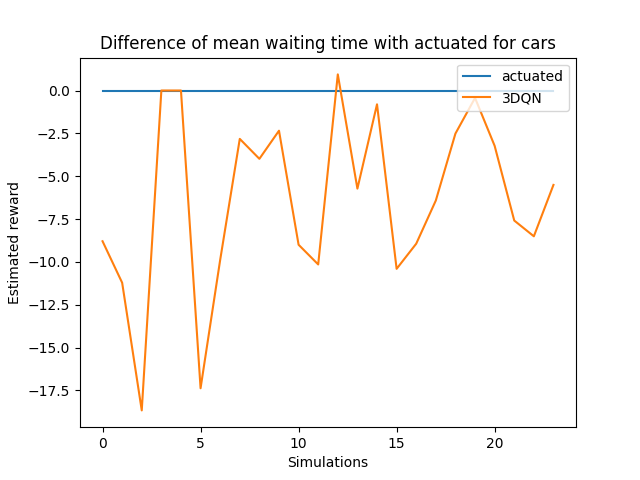 Difference of mean waiting time with actuated for cars
actuated
3DQN
Estimated reward
0.0
−2.5
−5.0
−7.5
−10.0
−12.5
−15.0
−17.5
0 5 10 15 20
Simulations